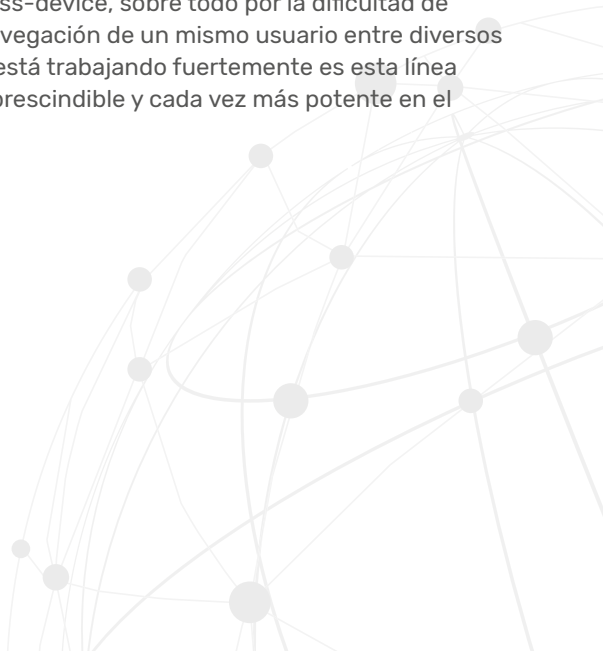 ss-device, sobre todo por la dificultad de
vegación de un mismo usuario entre diversos
está trabajando fuertemente es esta línea
prescindible y cada vez más potente en el